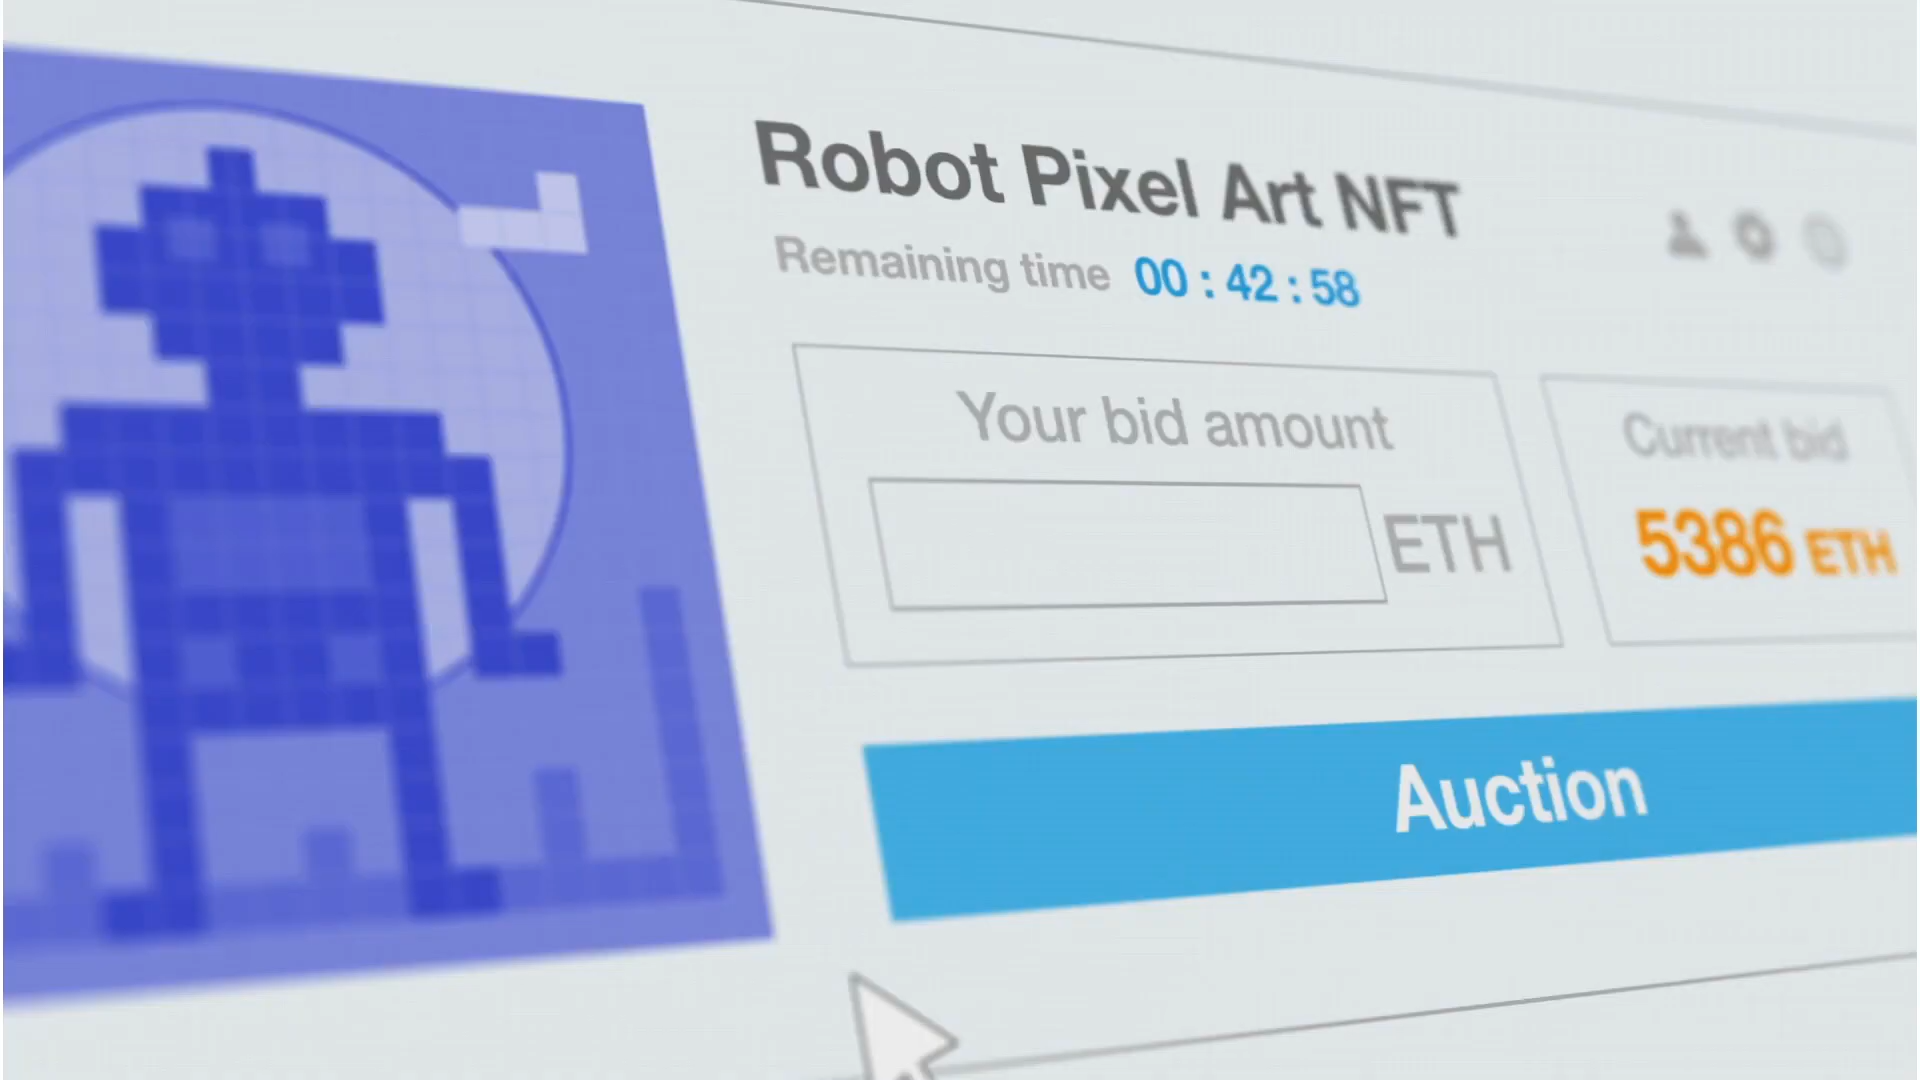 Robot Pixel Art NFT
Remaining time 00 : 42 : 58
Your bid amount
ETH
Current bid
5386 ETH
Auction